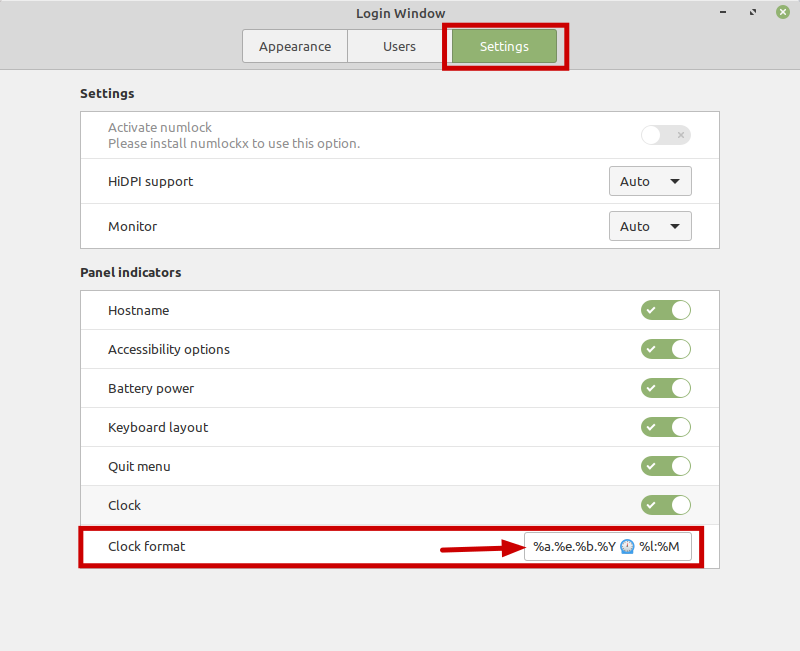 Login Window
Appearance Users Settings
Settings
Activate numlock
Please install numlockx to use this option.
HiDPI support Auto
Monitor Auto
Panel indicators
Hostname
Accessibility options
Battery power
Keyboard layout
Quit menu
Clock
Clock format %a.%e.%b.%Y 🕛 %l:%M